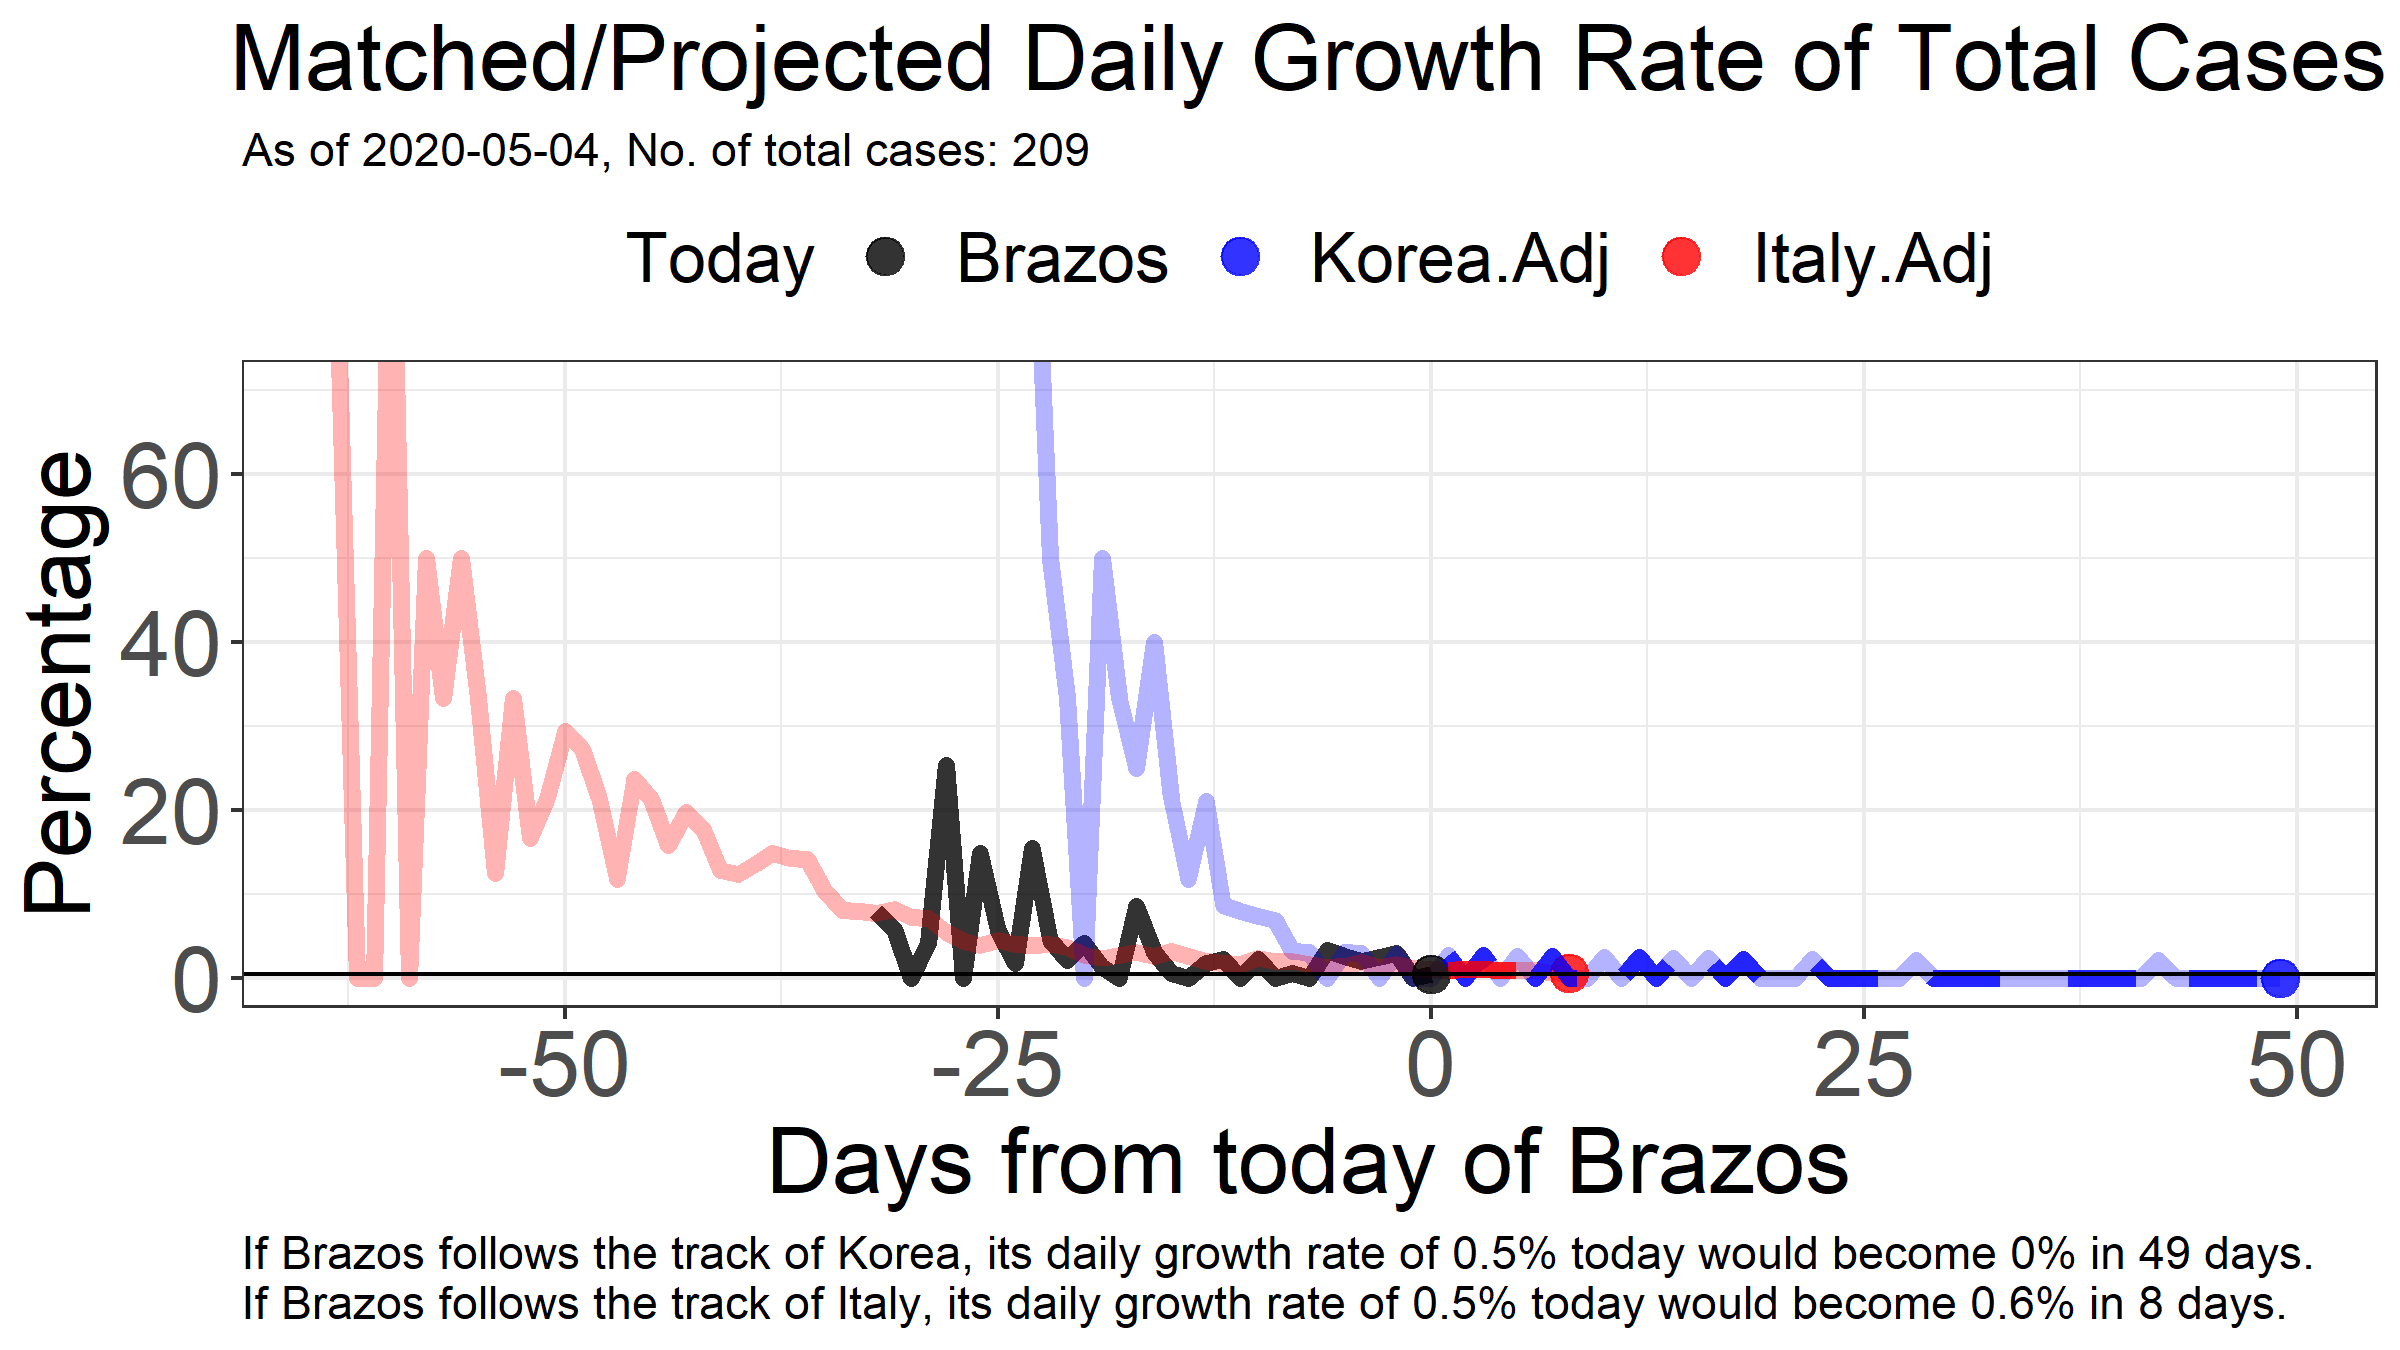 Matched/Projected Daily Growth Rate of Total Cases
As of 2020-05-04, No. of total cases: 209
Today Brazos Korea.Adj Italy.Adj
Percentage
60
40
20
0
-50 -25 0 25 50
Days from today of Brazos
If Brazos follows the track of Korea, its daily growth rate of 0.5% today would become 0% in 49 days.
If Brazos follows the track of Italy, its daily growth rate of 0.5% today would become 0.6% in 8 days.